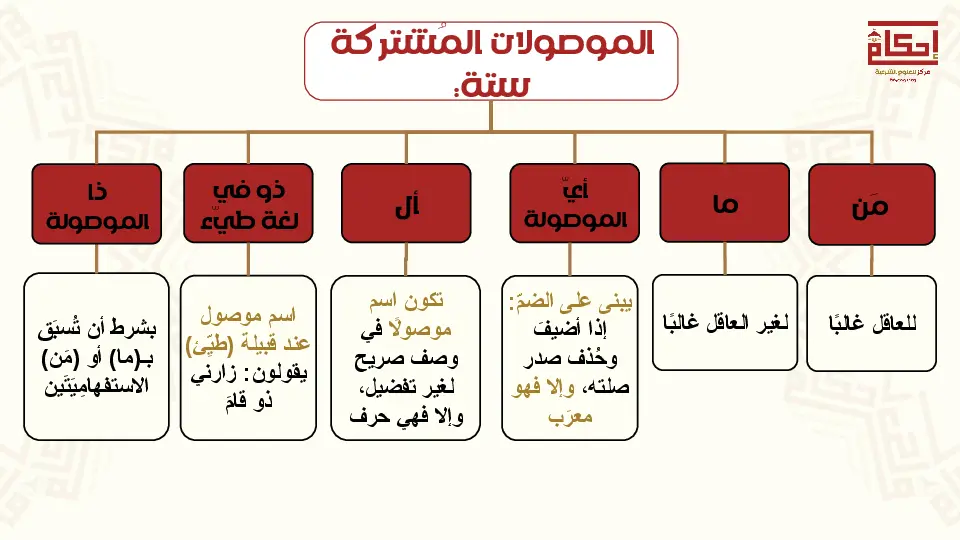 الموصولات المُشتركة
ستة:
إحكام
مركز للعلوم الشرعية
مَن
ما
أيّ
الموصولة
أل
ذو في
لغة طيّء
ذا
الموصولة
للعاقل غالبًا
لغير العاقل غالبًا
يبنى على الضمّ:
إذا أضيفَ
وحُذف صدر
صلته، وإلا فهو
معرَب
تكون اسم
موصولًا في
وصف صريح
لغير تفضيل،
وإلا فهي حرف
اسم موصول
عند قبيلة (طيِّئ)
يقولون: زارني
ذو قامَ
بشرط أن تُسبَق
بـ(ما) أو (مَن)
الاستفهامِيَتَين